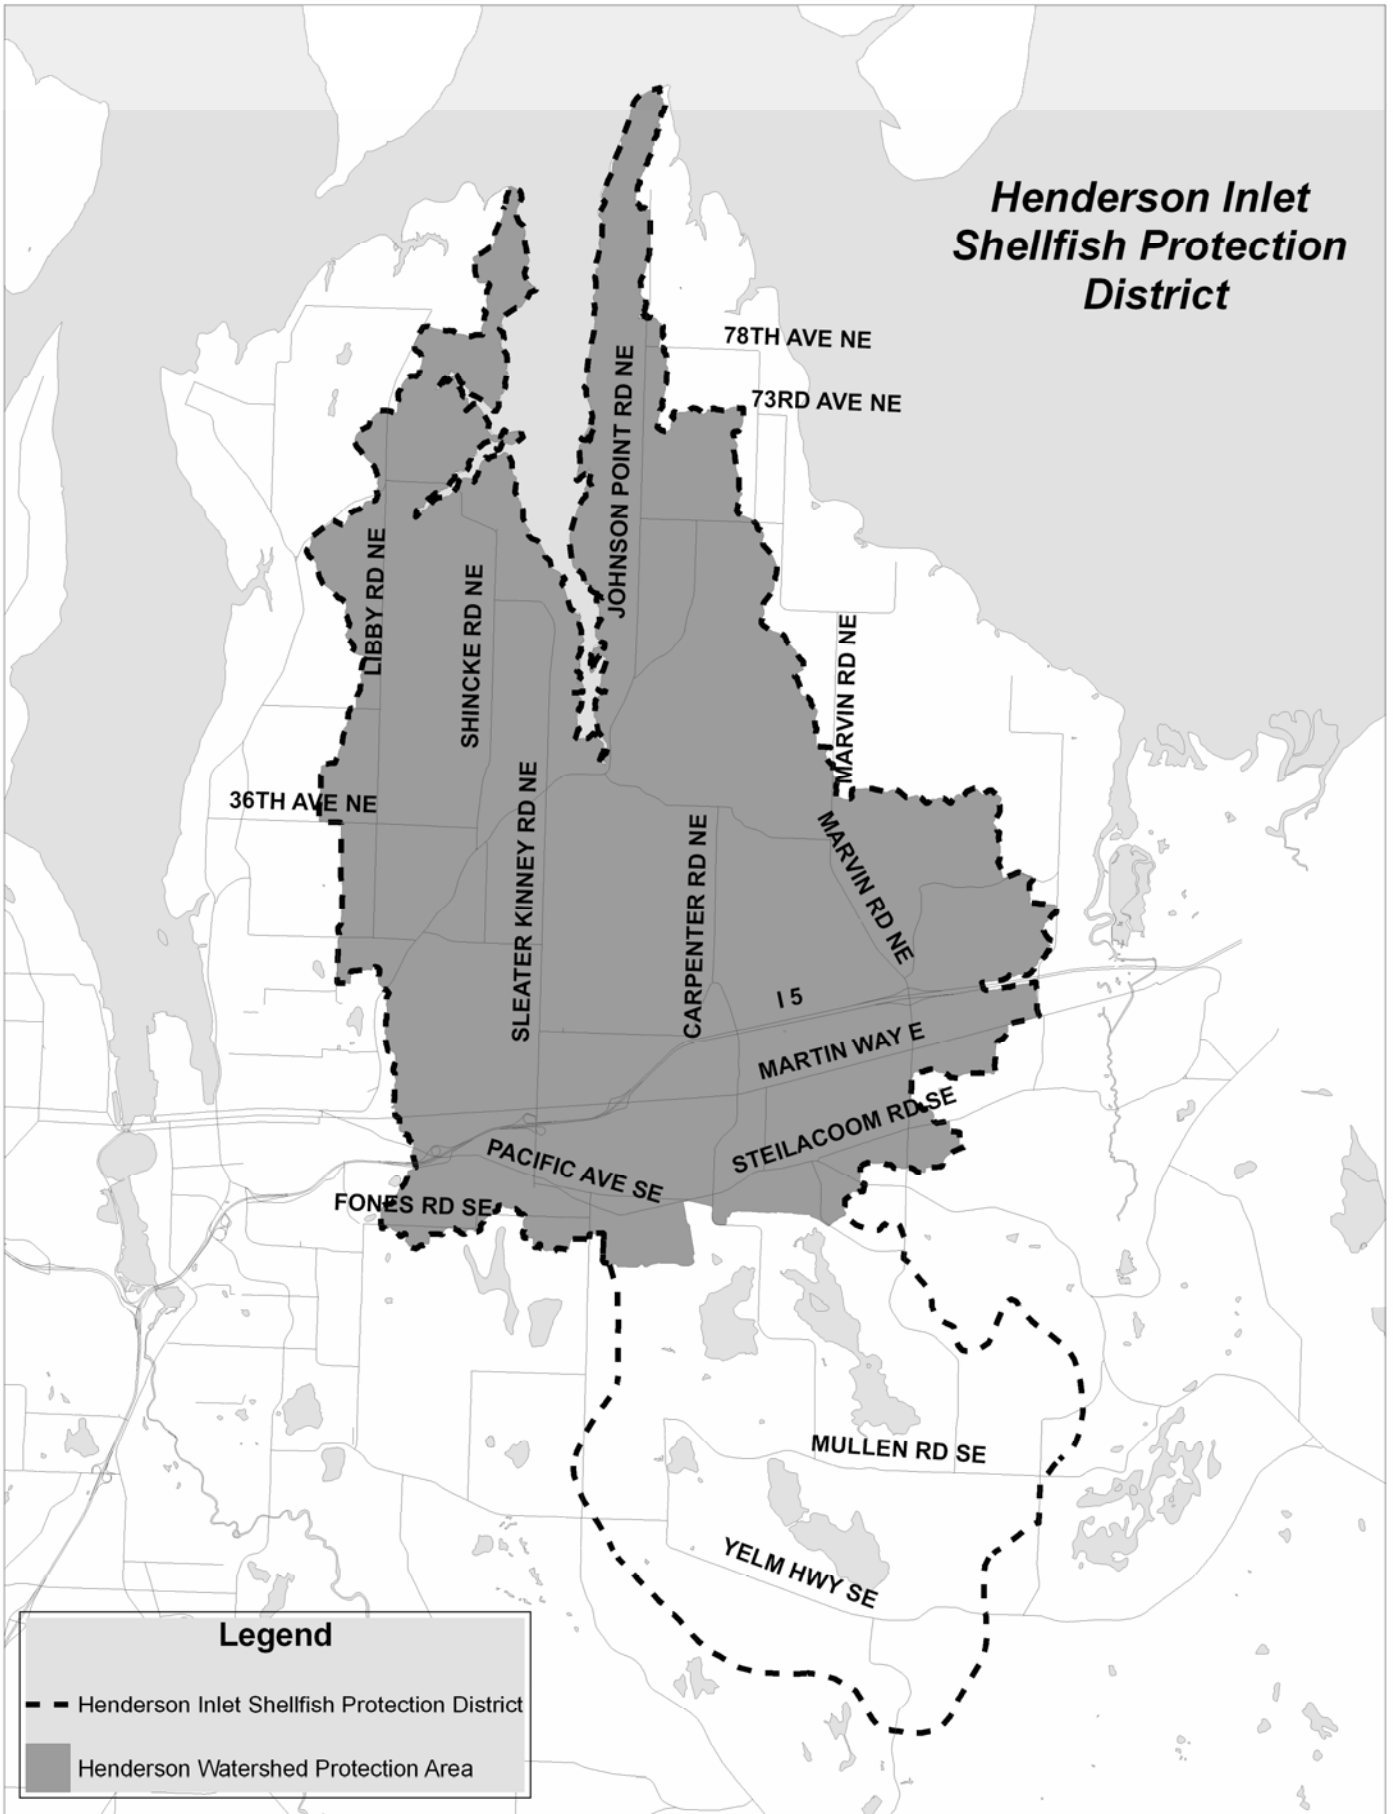 Henderson Inlet
Shellfish Protection
District
78TH AVE NE
73RD AVE NE
JOHNSON POINT RD NE
LIBBY RD NE
SHINCKE RD NE
MARVIN RD NE
36TH AVE NE
SLEATER KINNEY RD NE
CARPENTER RD NE
MARVIN RD NE
I 5
MARTIN WAY E
STEILACOOM RD SE
PACIFIC AVE SE
FONES RD SE
MULLEN RD SE
YELM HWY SE
Legend
Henderson Inlet Shellfish Protection District
Henderson Watershed Protection Area